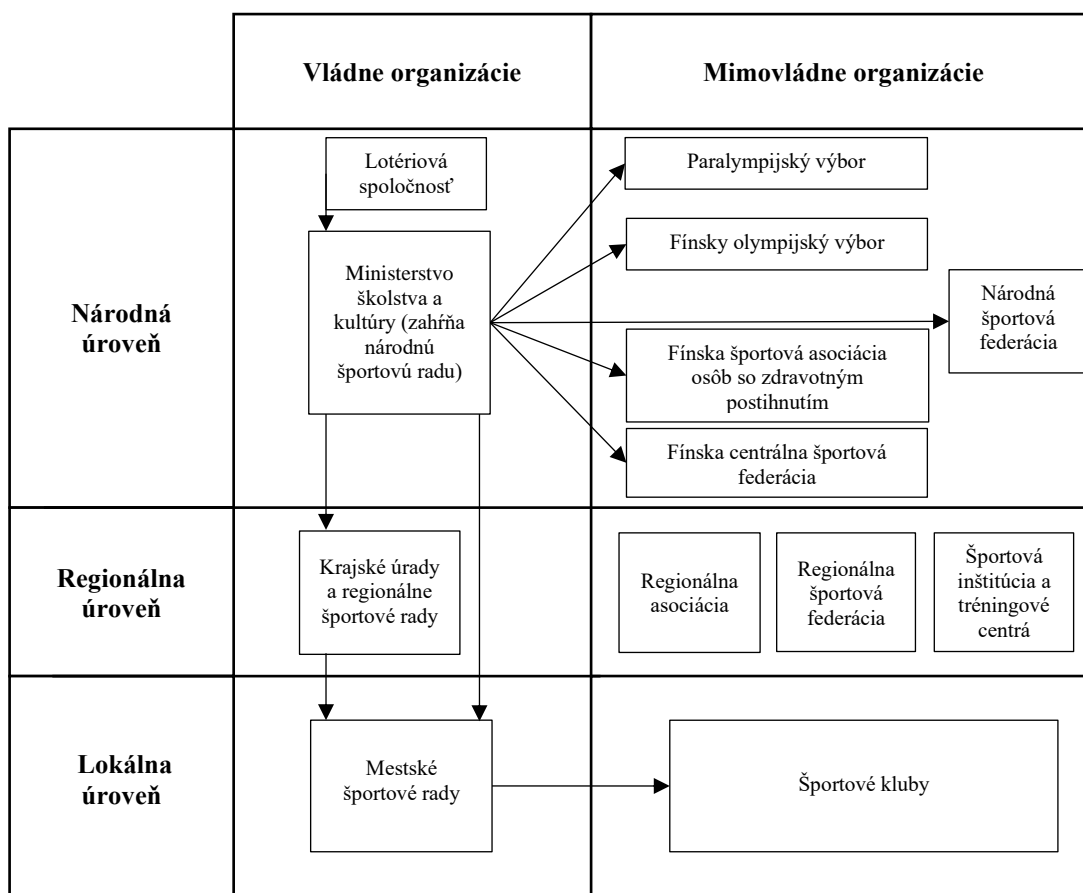 Vládne organizácie
Mimovládne organizácie
Národná
úroveň
Lotériová
spoločnosť
Ministerstvo
školstva a
kultúry (zahŕňa
národnú
športovú radu)
Paralympijský výbor
Fínsky olympijský výbor
Národná
športová
federácia
Fínska športová asociácia
osôb so zdravotným
postihnutím
Fínska centrálna športová
federácia
Regionálna
úroveň
Krajské úrady
a regionálne
športové rady
Regionálna
asociácia
Regionálna
športová
federácia
Športová
inštitúcia a
tréningové
centrá
Lokálna
úroveň
Mestské
športové rady
Športové kluby